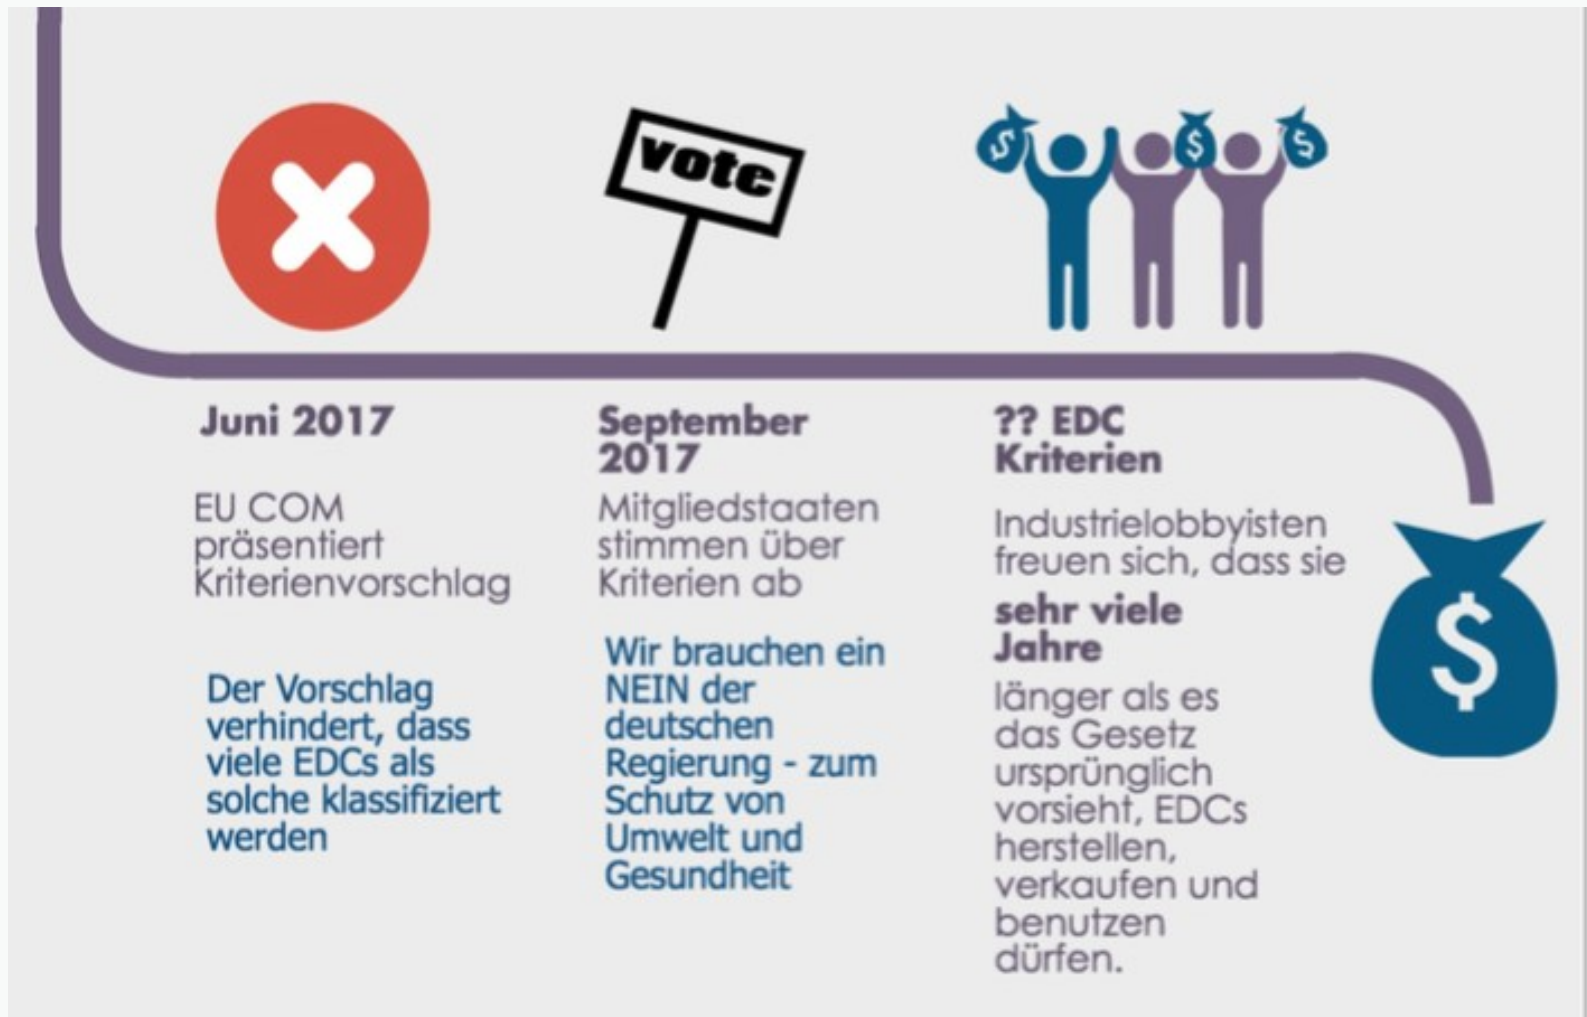 vote
$
$
$
Juni 2017
EU COM
präsentiert
Kriterienvorschlag
Der Vorschlag
verhindert, dass
viele EDCs als
solche klassifiziert
werden
September
2017
Mitgliedstaaten
stimmen über
Kriterien ab
Wir brauchen ein
NEIN der
deutschen
Regierung - zum
Schutz von
Umwelt und
Gesundheit
?? EDC
Kriterien
Industrielobbyisten
freuen sich, dass sie
sehr viele
Jahre
länger als es
das Gesetz
ursprünglich
vorsieht, EDCs
herstellen,
verkaufen und
benutzen
dürfen.
$